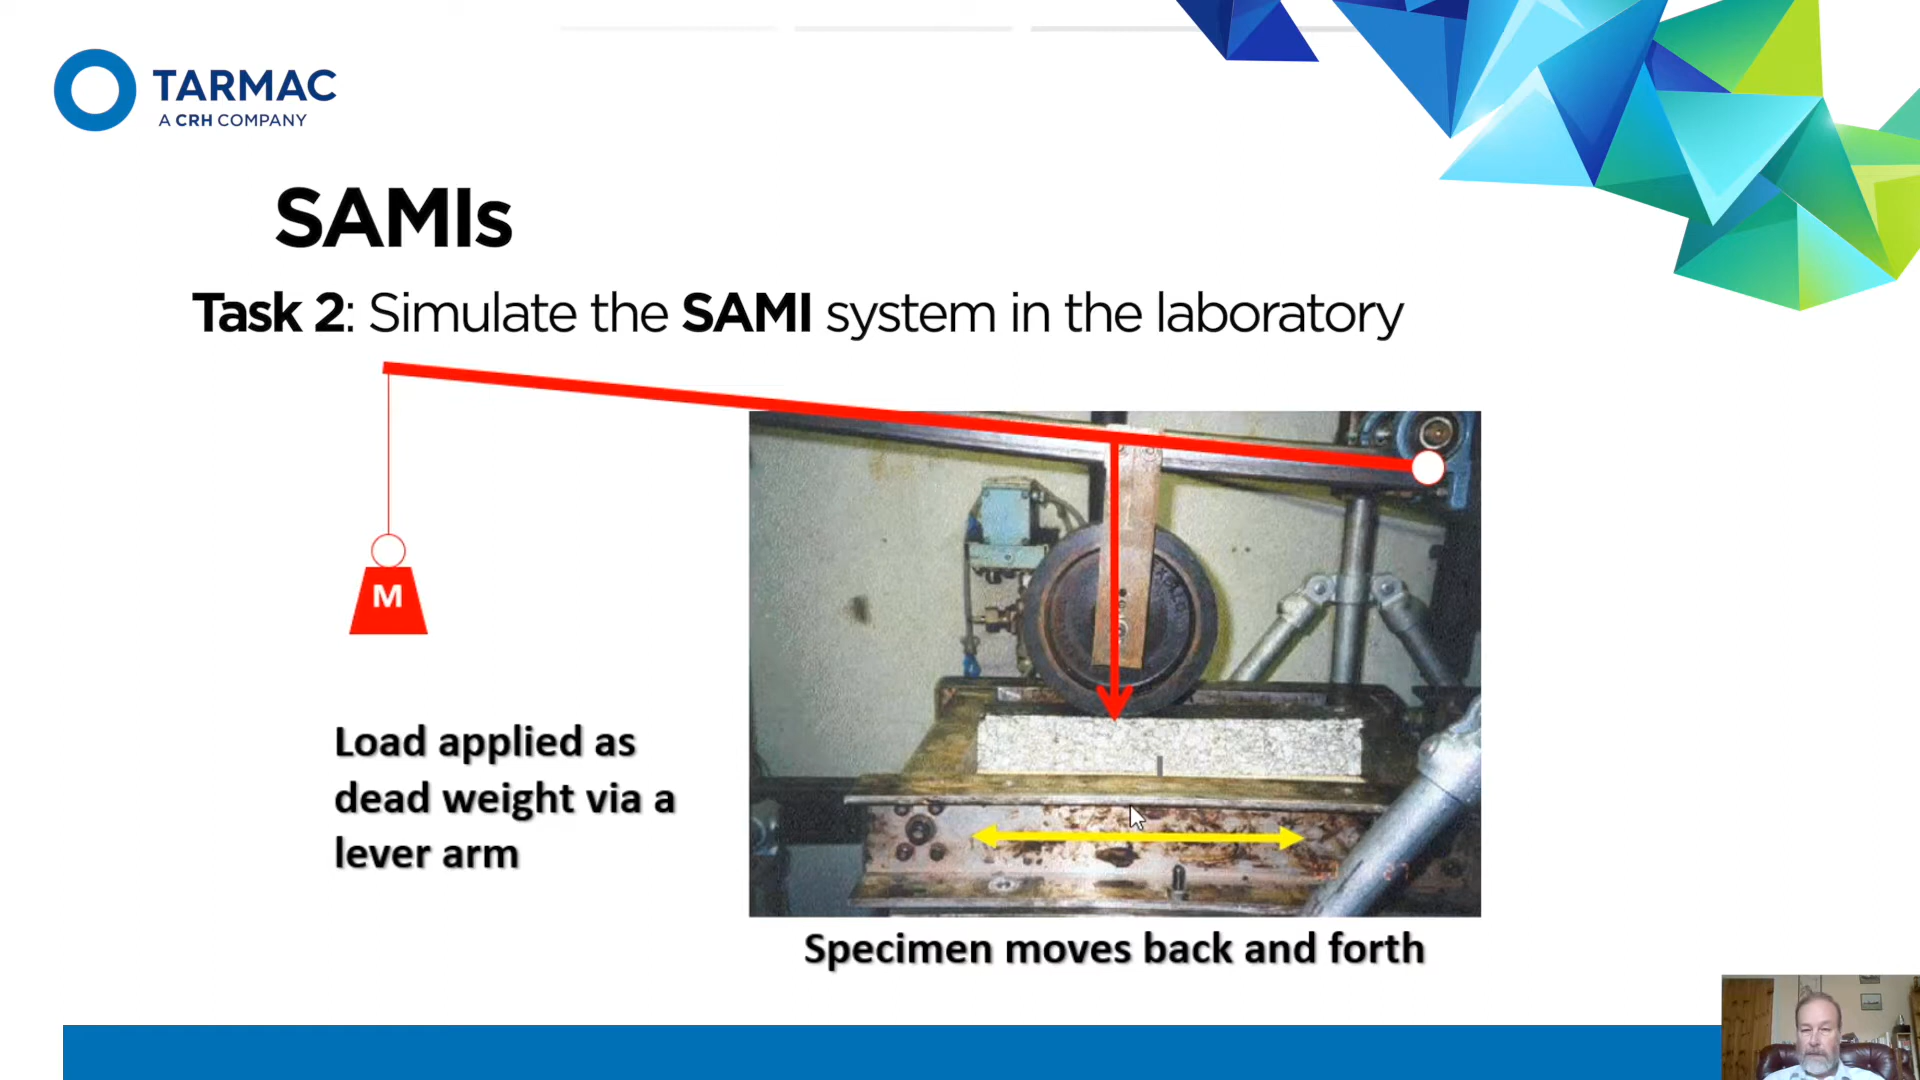 TARMAC
A CRH COMPANY
SAMIs
Task 2: Simulate the SAMI system in the laboratory
M
Load applied as
dead weight via a
lever arm
Specimen moves back and forth